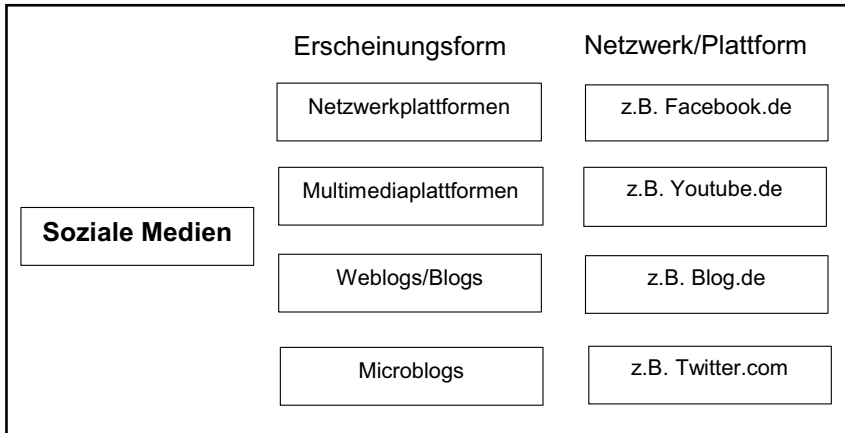 Erscheinungsform
Netzwerk/Plattform
Netzwerkplattformen
z.B. Facebook.de
Multimediaplattformen
z.B. Youtube.de
Soziale Medien
Weblogs/Blogs
z.B. Blog.de
Microblogs
z.B. Twitter.com